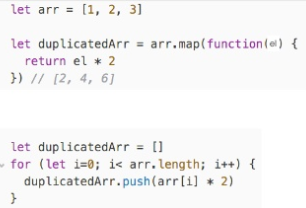 let arr = [1, 2, 3]
let duplicatedArr = arr.map(function(el) {
return el * 2
}) // [2, 4, 6]
let duplicatedArr = []
for (let i=0; i< arr.length; i++) {
duplicatedArr.push(arr[i] * 2)
}